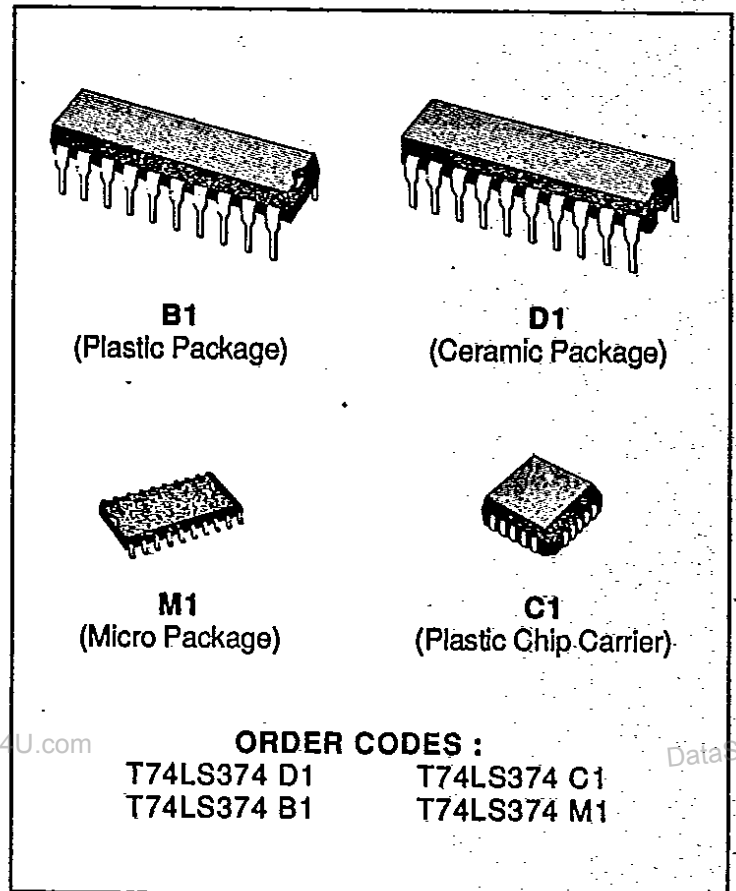 B1
(Plastic Package)
D1
(Ceramic Package)
M1
(Micro Package)
C1
(Plastic Chip Carrier)
4U.com
DataS
ORDER CODES :
T74LS374 D1
T74LS374 C1
T74LS374 B1
T74LS374 M1